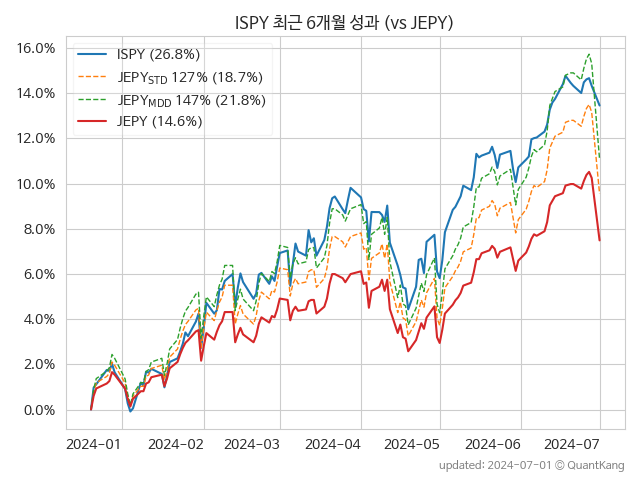 ISPY 최근 6개월 성과 (vs JEPY)
16.0%
14.0%
12.0%
10.0%
8.0%
6.0%
4.0%
2.0%
0.0%
ISPY (26.8%)
JEPYSTD 127% (18.7%)
JEPYMDD 147% (21.8%)
JEPY (14.6%)
2024-01 2024-02 2024-03 2024-04 2024-05 2024-06 2024-07
updated: 2024-07-01 © QuantKang